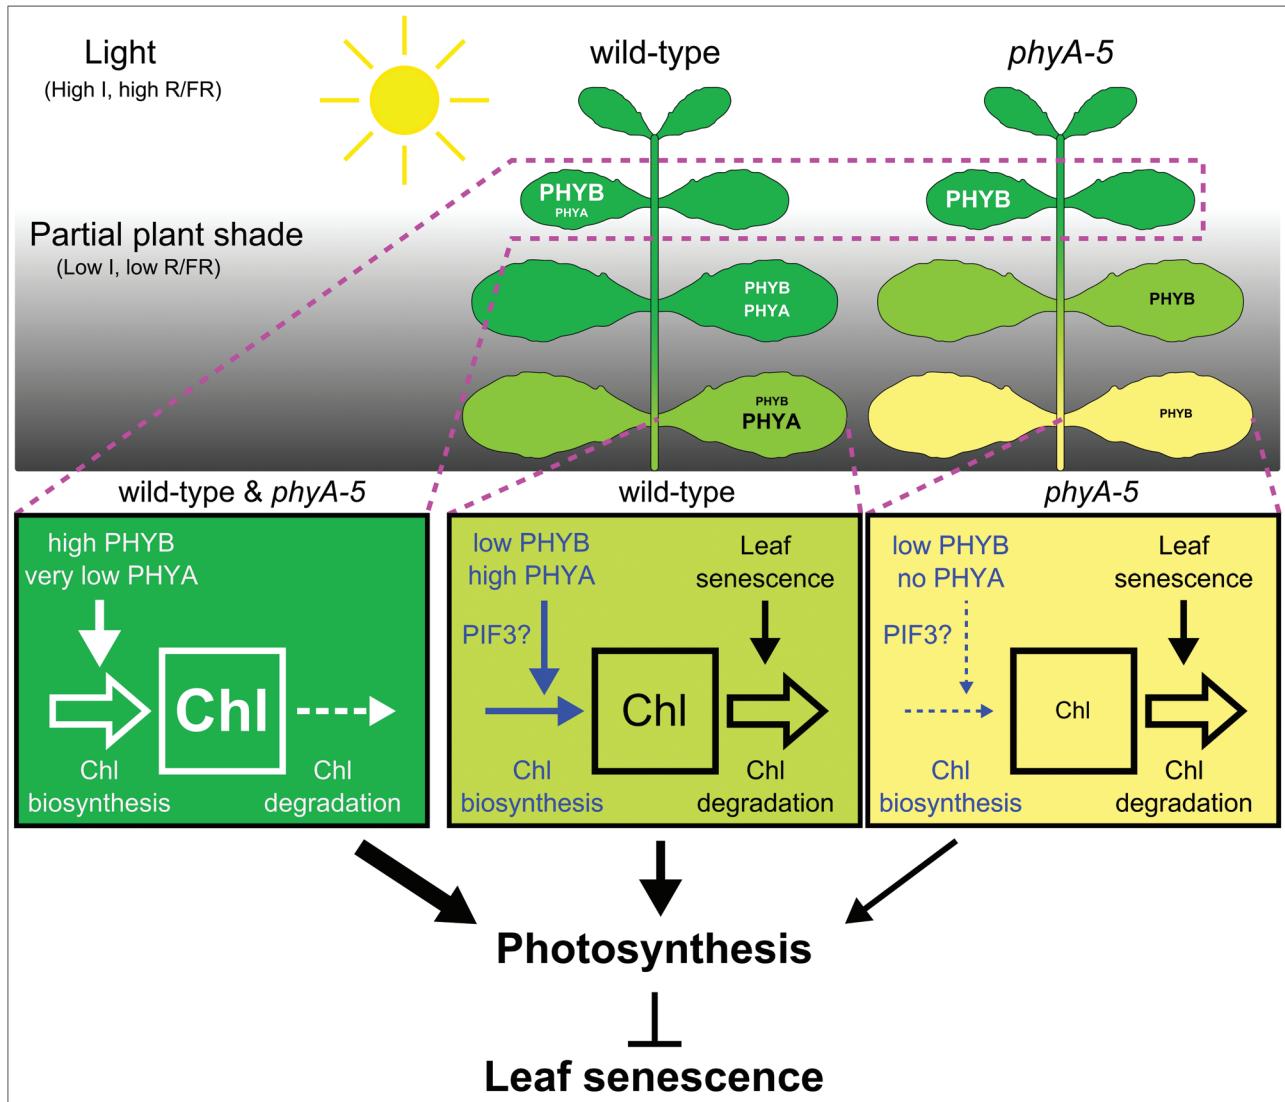 Light
(High I, high R/FR)
wild-type
phyA-5
PHYB
PHYA
PHYB
Partial plant shade
(Low I, low R/FR)
PHYB
PHYA
PHYB
PHYB
PHYA
PHYB
wild-type & phyA-5
wild-type
phyA-5
high PHYB
very low PHYA
Chl
Chl
biosynthesis
Chl
degradation
low PHYB
high PHYA
Leaf
senescence
PIF3?
Chl
Chl
biosynthesis
Chl
degradation
low PHYB
no PHYA
Leaf
senescence
PIF3?
Chl
Chl
biosynthesis
Chl
degradation
Photosynthesis
Leaf senescence